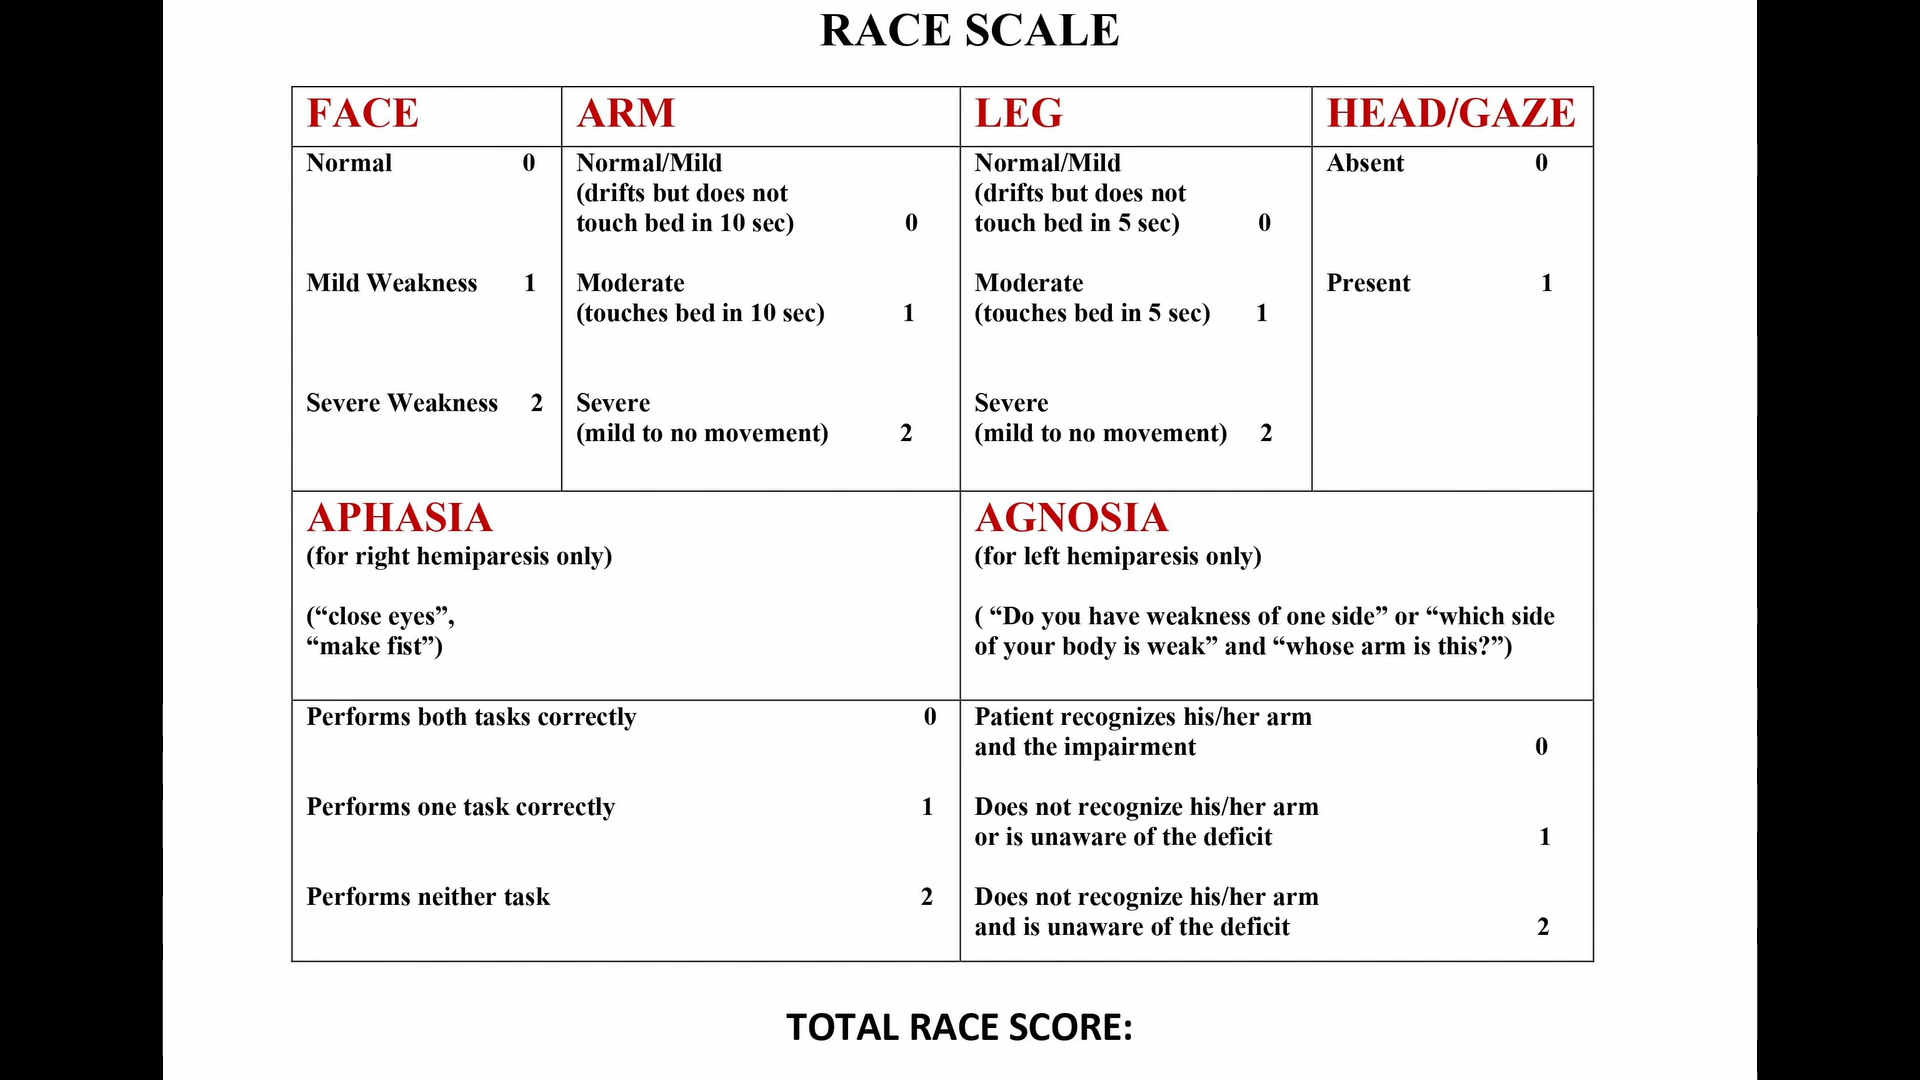 RACE SCALE
FACE
Normal 0
Mild Weakness 1
Severe Weakness 2
ARM
Normal/Mild
(drifts but does not
touch bed in 10 sec) 0
Moderate
(touches bed in 10 sec) 1
Severe
(mild to no movement) 2
LEG
Normal/Mild
(drifts but does not
touch bed in 5 sec) 0
Moderate
(touches bed in 5 sec) 1
Severe
(mild to no movement) 2
HEAD/GAZE
Absent 0
Present 1
APHASIA
(for right hemiparesis only)
(“close eyes”,
“make fist”)
Performs both tasks correctly 0
Performs one task correctly 1
Performs neither task 2
AGNOSIA
(for left hemiparesis only)
( “Do you have weakness of one side” or “which side
of your body is weak” and “whose arm is this?”)
Patient recognizes his/her arm
and the impairment 0
Does not recognize his/her arm
or is unaware of the deficit 1
Does not recognize his/her arm
and is unaware of the deficit 2
TOTAL RACE SCORE: